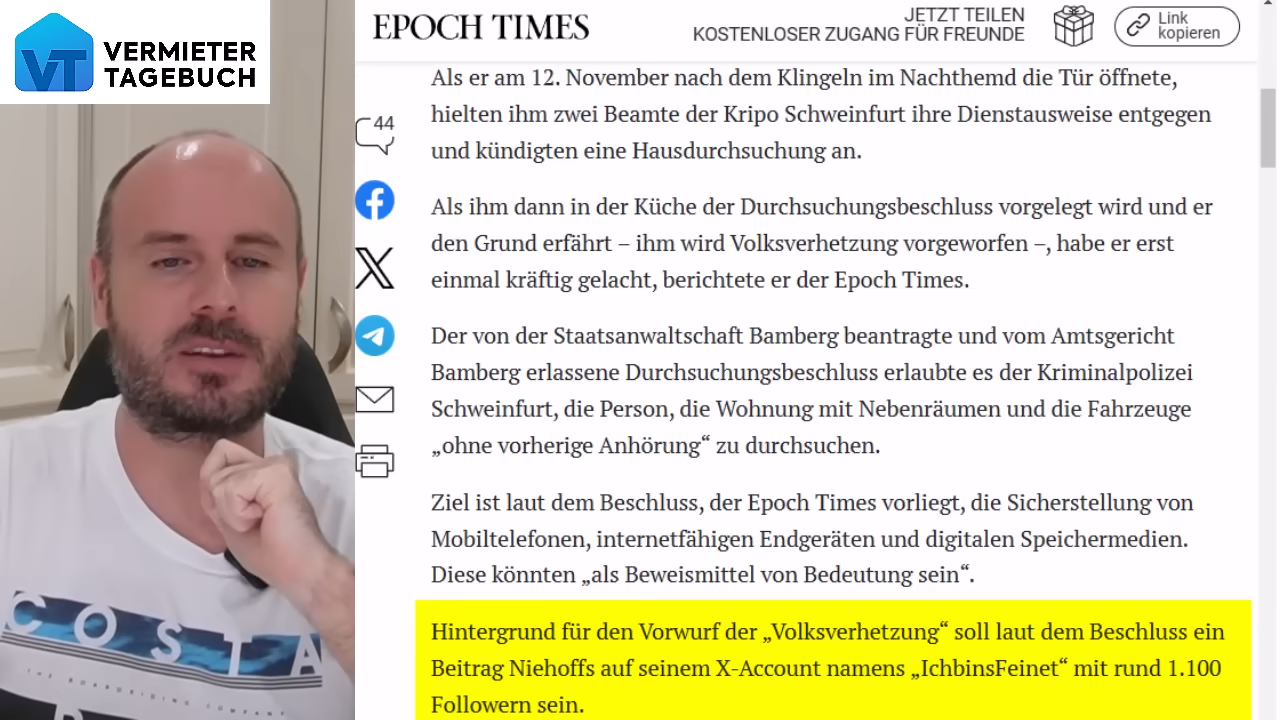 VT VERMIETER
TAGEBUCH
EPOCH TIMES
JETZT TEILEN
KOSTENLOSER ZUGANG FÜR FREUNDE
Link
kopieren
Als er am 12. November nach dem Klingeln im Nachthemd die Tür öffnete,
hielten ihm zwei Beamte der Kripo Schweinfurt ihre Dienstausweise entgegen
und kündigten eine Hausdurchsuchung an.
44
Als ihm dann in der Küche der Durchsuchungsbeschluss vorgelegt wird und er
den Grund erfährt – ihm wird Volksverhetzung vorgeworfen –, habe er erst
einmal kräftig gelacht, berichtete er der Epoch Times.
Der von der Staatsanwaltschaft Bamberg beantragte und vom Amtsgericht
Bamberg erlassene Durchsuchungsbeschluss erlaubte es der Kriminalpolizei
Schweinfurt, die Person, die Wohnung mit Nebenräumen und die Fahrzeuge
„ohne vorherige Anhörung“ zu durchsuchen.
Ziel ist laut dem Beschluss, der Epoch Times vorliegt, die Sicherstellung von
Mobiltelefonen, internetfähigen Endgeräten und digitalen Speichermedien.
Diese könnten „als Beweismittel von Bedeutung sein“.
Hintergrund für den Vorwurf der „Volksverhetzung“ soll laut dem Beschluss ein
Beitrag Niehoffs auf seinem X-Account namens „IchbinsFeinet“ mit rund 1.100
Followern sein.
COSTA
THE BOARDRIDING COMPANY